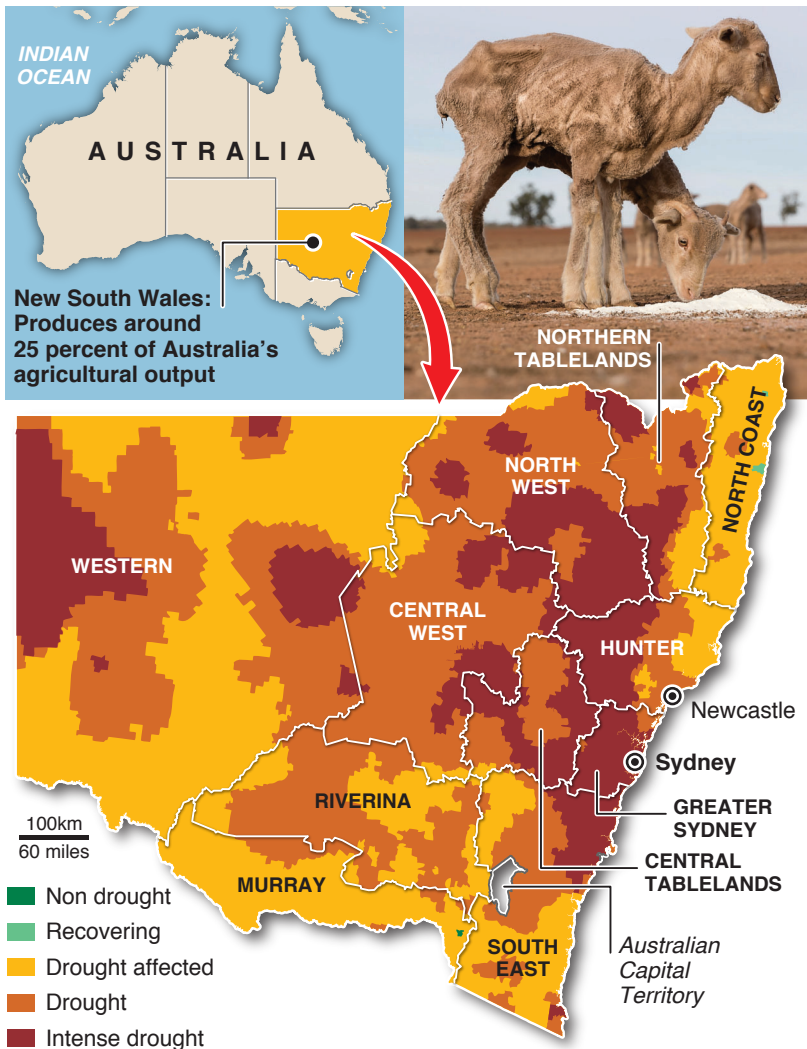 INDIAN
OCEAN
AUSTRALIA
New South Wales:
Produces around
25 percent of Australia's
agricultural output
NORTHERN
TABLELANDS
NORTH COAST
NORTH
WEST
WESTERN
CENTRAL
WEST
HUNTER
Newcastle
Sydney
RIVERINA
GREATER
SYDNEY
100km
60 miles
CENTRAL
TABLELANDS
MURRAY
Non drought
Recovering
Drought affected
Drought
Intense drought
SOUTH
EAST
Australian
Capital
Territory